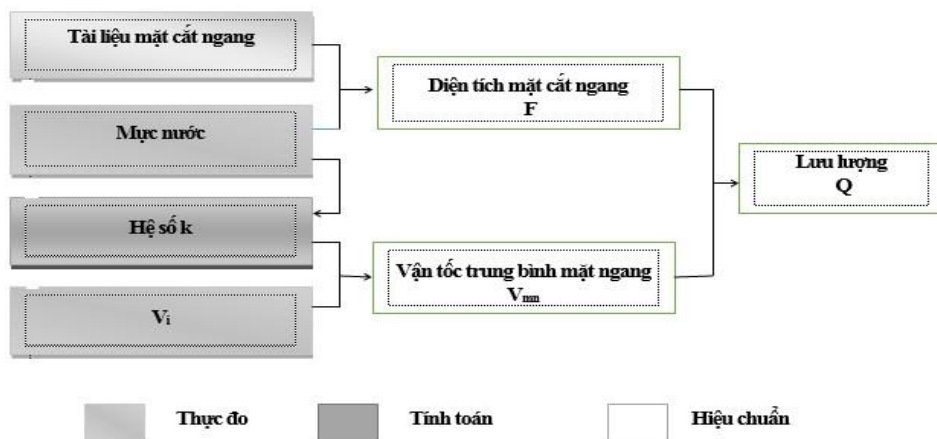 Tài liệu mặt cắt ngang
Mực nước
Hệ số k
Vi
Diện tích mặt cắt ngang
F
Vận tốc trung bình mặt ngang
Vmn
Lưu lượng
Q
Thực đo
Tính toán
Hiệu chuẩn